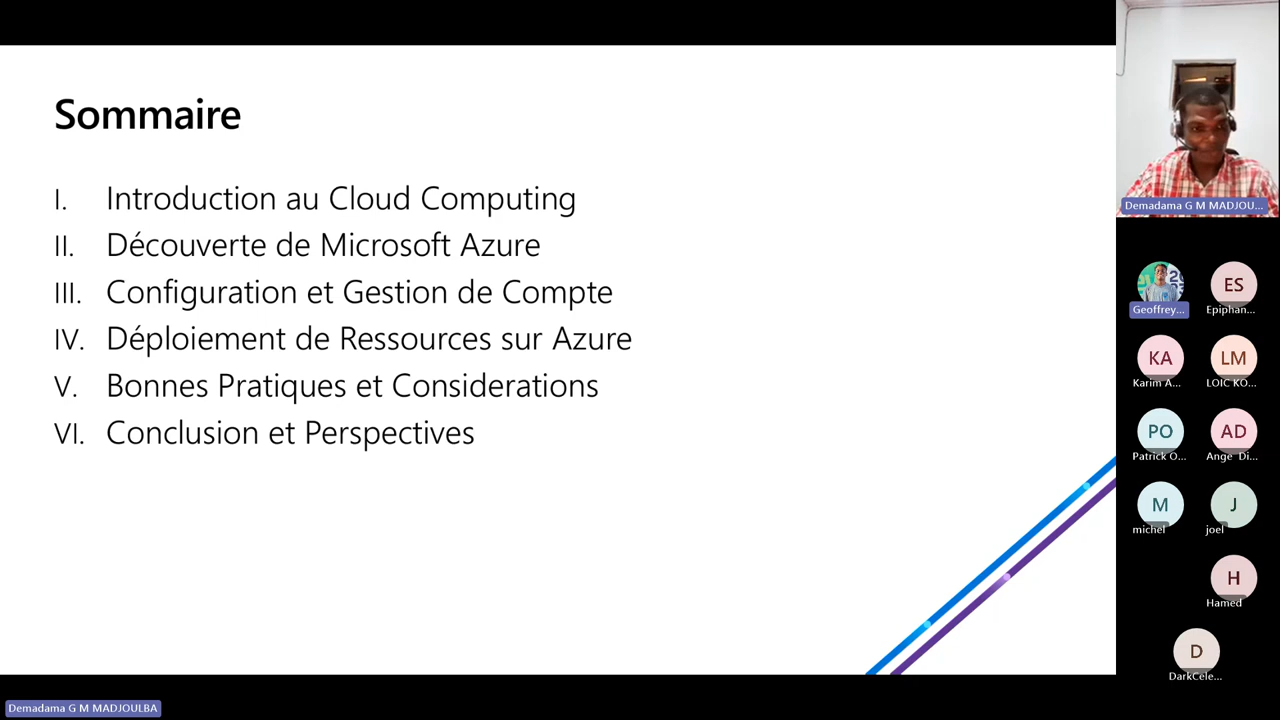 Sommaire
I. Introduction au Cloud Computing
II. Découverte de Microsoft Azure
III. Configuration et Gestion de Compte
IV. Déploiement de Ressources sur Azure
V. Bonnes Pratiques et Considerations
VI. Conclusion et Perspectives
Demadama G M MADJOU...
Geoffrey...
ES
Epiphan...
KA
Karim A...
LM
LOIC KO...
PO
Patrick O...
AD
Ange Di...
M
michel
J
joel
H
Hamed
D
DarkCele...
Demadama G M MADJOULBA